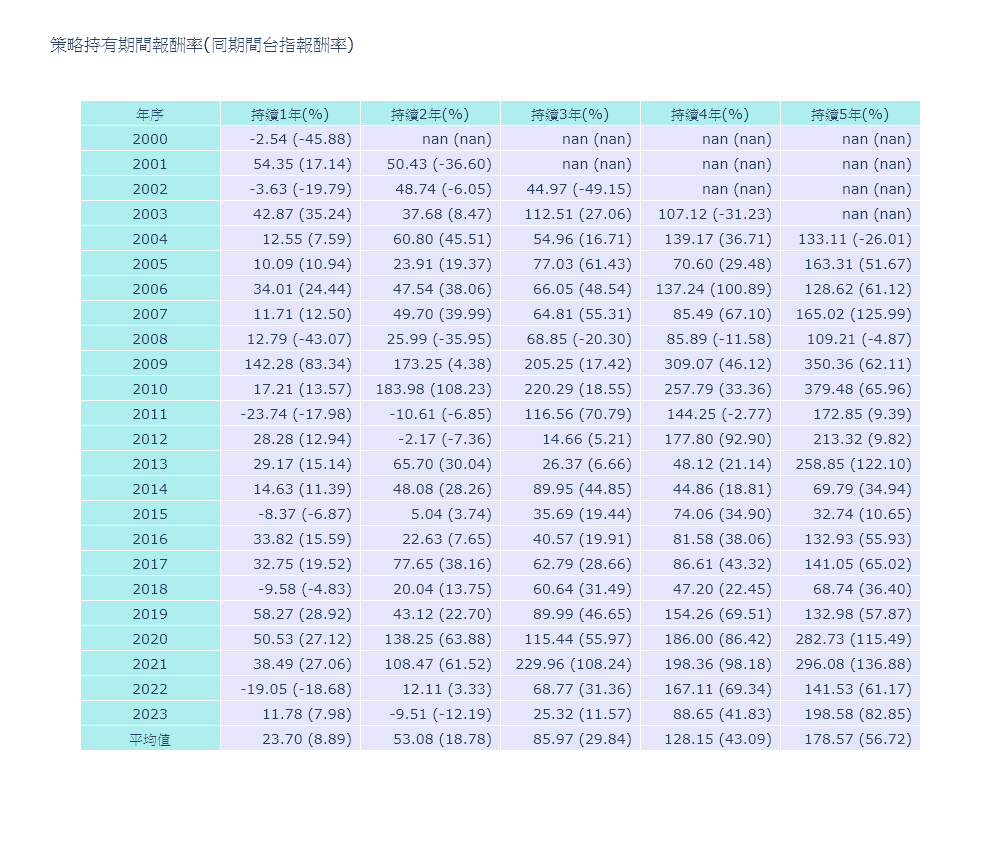 策略持有期間報酬率(同期間台指報酬率)
年序 持續1年(%) 持續2年(%) 持續3年(%) 持續4年(%) 持續5年(%)
2000 -2.54 (-45.88) nan (nan) nan (nan) nan (nan) nan (nan)
2001 54.35 (17.14) 50.43 (-36.60) nan (nan) nan (nan) nan (nan)
2002 -3.63 (-19.79) 48.74 (-6.05) 44.97 (-49.15) nan (nan) nan (nan)
2003 42.87 (35.24) 37.68 (8.47) 112.51 (27.06) 107.12 (-31.23) nan (nan)
2004 12.55 (7.59) 60.80 (45.51) 54.96 (16.71) 139.17 (36.71) 133.11 (-26.01)
2005 10.09 (10.94) 23.91 (19.37) 77.03 (61.43) 70.60 (29.48) 163.31 (51.67)
2006 34.01 (24.44) 47.54 (38.06) 66.05 (48.54) 137.24 (100.89) 128.62 (61.12)
2007 11.71 (12.50) 49.70 (39.99) 64.81 (55.31) 85.49 (67.10) 165.02 (125.99)
2008 12.79 (-43.07) 25.99 (-35.95) 68.85 (-20.30) 85.89 (-11.58) 109.21 (-4.87)
2009 142.28 (83.34) 173.25 (4.38) 205.25 (17.42) 309.07 (46.12) 350.36 (62.11)
2010 17.21 (13.57) 183.98 (108.23) 220.29 (18.55) 257.79 (33.36) 379.48 (65.96)
2011 -23.74 (-17.98) -10.61 (-6.85) 116.56 (70.79) 144.25 (-2.77) 172.85 (9.39)
2012 28.28 (12.94) -2.17 (-7.36) 14.66 (5.21) 177.80 (92.90) 213.32 (9.82)
2013 29.17 (15.14) 65.70 (30.04) 26.37 (6.66) 48.12 (21.14) 258.85 (122.10)
2014 14.63 (11.39) 48.08 (28.26) 89.95 (44.85) 44.86 (18.81) 69.79 (34.94)
2015 -8.37 (-6.87) 5.04 (3.74) 35.69 (19.44) 74.06 (34.90) 32.74 (10.65)
2016 33.82 (15.59) 22.63 (7.65) 40.57 (19.91) 81.58 (38.06) 132.93 (55.93)
2017 32.75 (19.52) 77.65 (38.16) 62.79 (28.66) 86.61 (43.32) 141.05 (65.02)
2018 -9.58 (-4.83) 20.04 (13.75) 60.64 (31.49) 47.20 (22.45) 68.74 (36.40)
2019 58.27 (28.92) 43.12 (22.70) 89.99 (46.65) 154.26 (69.51) 132.98 (57.87)
2020 50.53 (27.12) 138.25 (63.88) 115.44 (55.97) 186.00 (86.42) 282.73 (115.49)
2021 38.49 (27.06) 108.47 (61.52) 229.96 (108.24) 198.36 (98.18) 296.08 (136.88)
2022 -19.05 (-18.68) 12.11 (3.33) 68.77 (31.36) 167.11 (69.34) 141.53 (61.17)
2023 11.78 (7.98) -9.51 (-12.19) 25.32 (11.57) 88.65 (41.83) 198.58 (82.85)
平均值 23.70 (8.89) 53.08 (18.78) 85.97 (29.84) 128.15 (43.09) 178.57 (56.72)